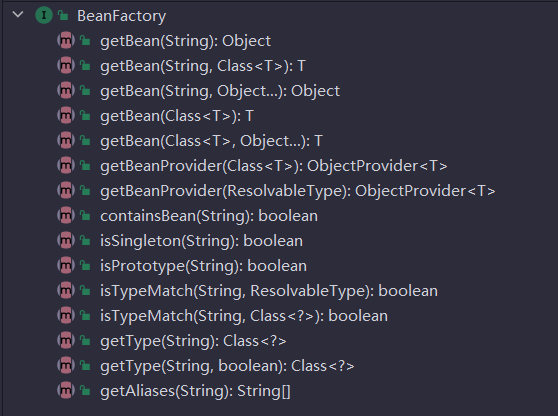 I BeanFactory
m getBean(String): Object
m getBean(String, Class<T>): T
m getBean(String, Object...): Object
m getBean(Class<T>): T
m getBean(Class<T>, Object...): T
m getBeanProvider(Class<T>): ObjectProvider<T>
m getBeanProvider(ResolvableType): ObjectProvider<T>
m containsBean(String): boolean
m isSingleton(String): boolean
m isPrototype(String): boolean
m isTypeMatch(String, ResolvableType): boolean
m isTypeMatch(String, Class<?>): boolean
m getType(String): Class<?>
m getType(String, boolean): Class<?>
m getAliases(String): String[]